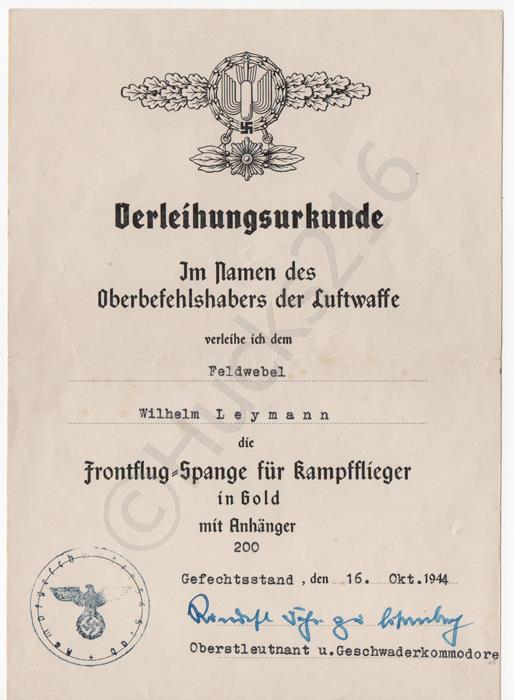 Verleihungsurkunde
Im Namen des
Oberbefehlshabers der Luftwaffe
verleihe ich dem
Feldwebel
Wilhelm L e y m a n n
die
Frontflug=Spange für Kampfflieger
in Gold
mit Anhänger
200
Gefechtsstand , den 16. Okt. 1944
Oberstleutnant u.Geschwaderkommodore
©Hucks216